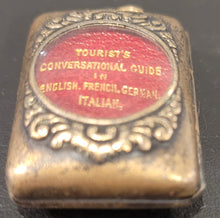 TOURIST'S
CONVERSATIONAL GUIDE
IN
ENGLISH, FRENCH, GERMAN,
ITALIAN.